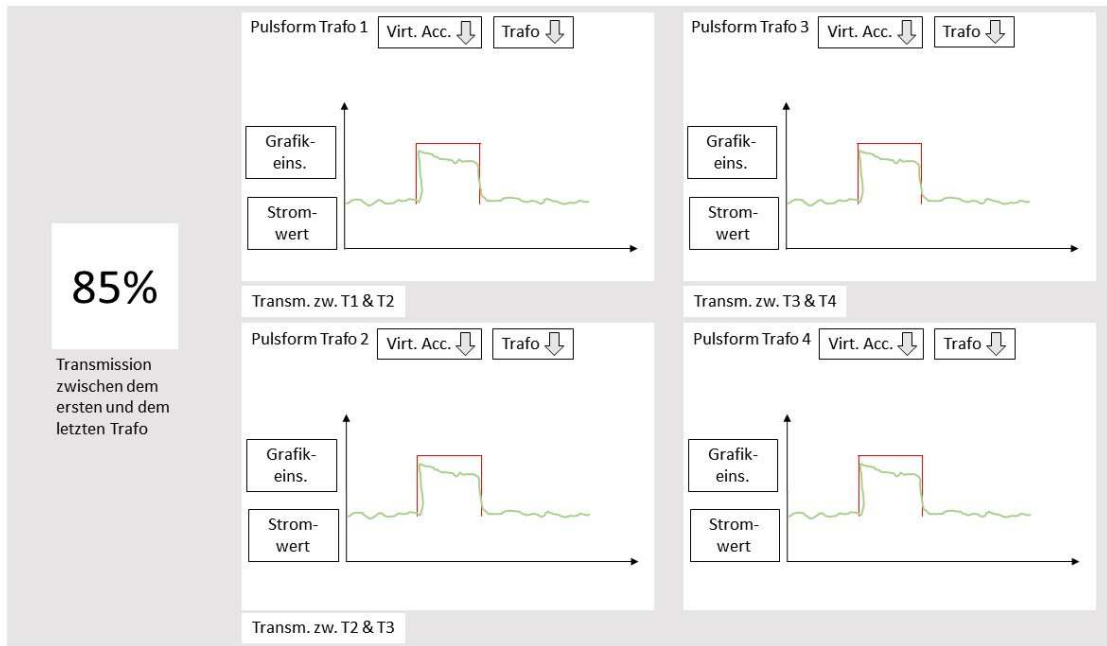 85%
Transmission
zwischen dem
ersten und dem
letzten Trafo
Pulsform Trafo 1 Virt. Acc. Trafo
Grafik-
eins.
Strom-
wert
Transm. zw. T1 & T2
Pulsform Trafo 2 Virt. Acc. Trafo
Grafik-
eins.
Strom-
wert
Transm. zw. T2 & T3
Pulsform Trafo 3 Virt. Acc. Trafo
Grafik-
eins.
Strom-
wert
Transm. zw. T3 & T4
Pulsform Trafo 4 Virt. Acc. Trafo
Grafik-
eins.
Strom-
wert